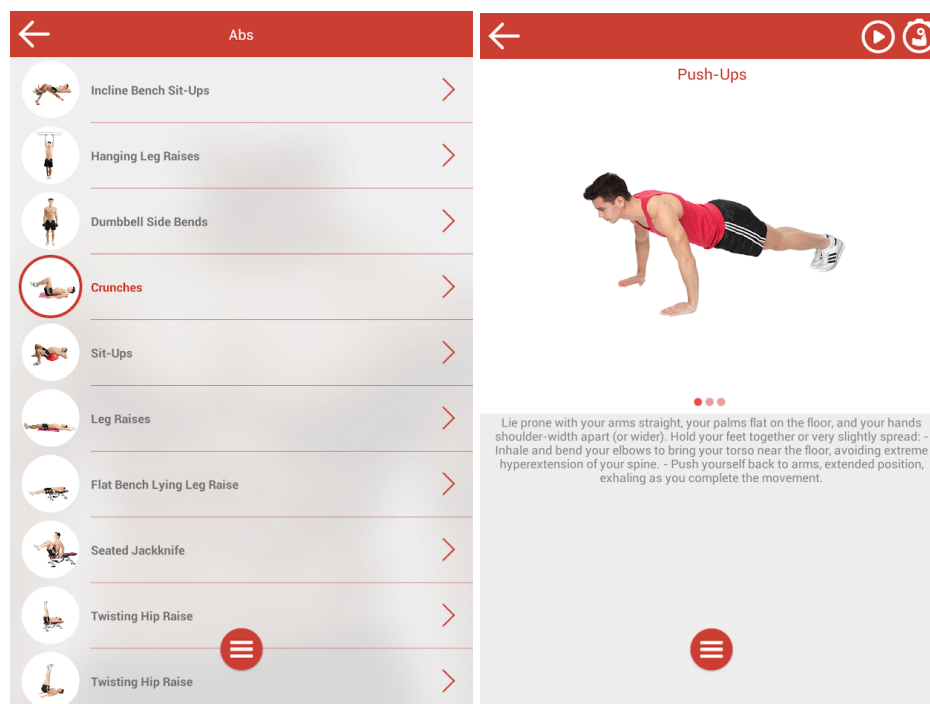 Abs
Incline Bench Sit-Ups
Hanging Leg Raises
Dumbbell Side Bends
Crunches
Sit-Ups
Leg Raises
Flat Bench Lying Leg Raise
Seated Jackknife
Twisting Hip Raise
Twisting Hip Raise
Push-Ups
Lie prone with your arms straight, your palms flat on the floor, and your hands
shoulder-width apart (or wider). Hold your feet together or very slightly spread: -
Inhale and bend your elbows to bring your torso near the floor, avoiding extreme
hyperextension of your spine. - Push yourself back to arms, extended position,
exhaling as you complete the movement.